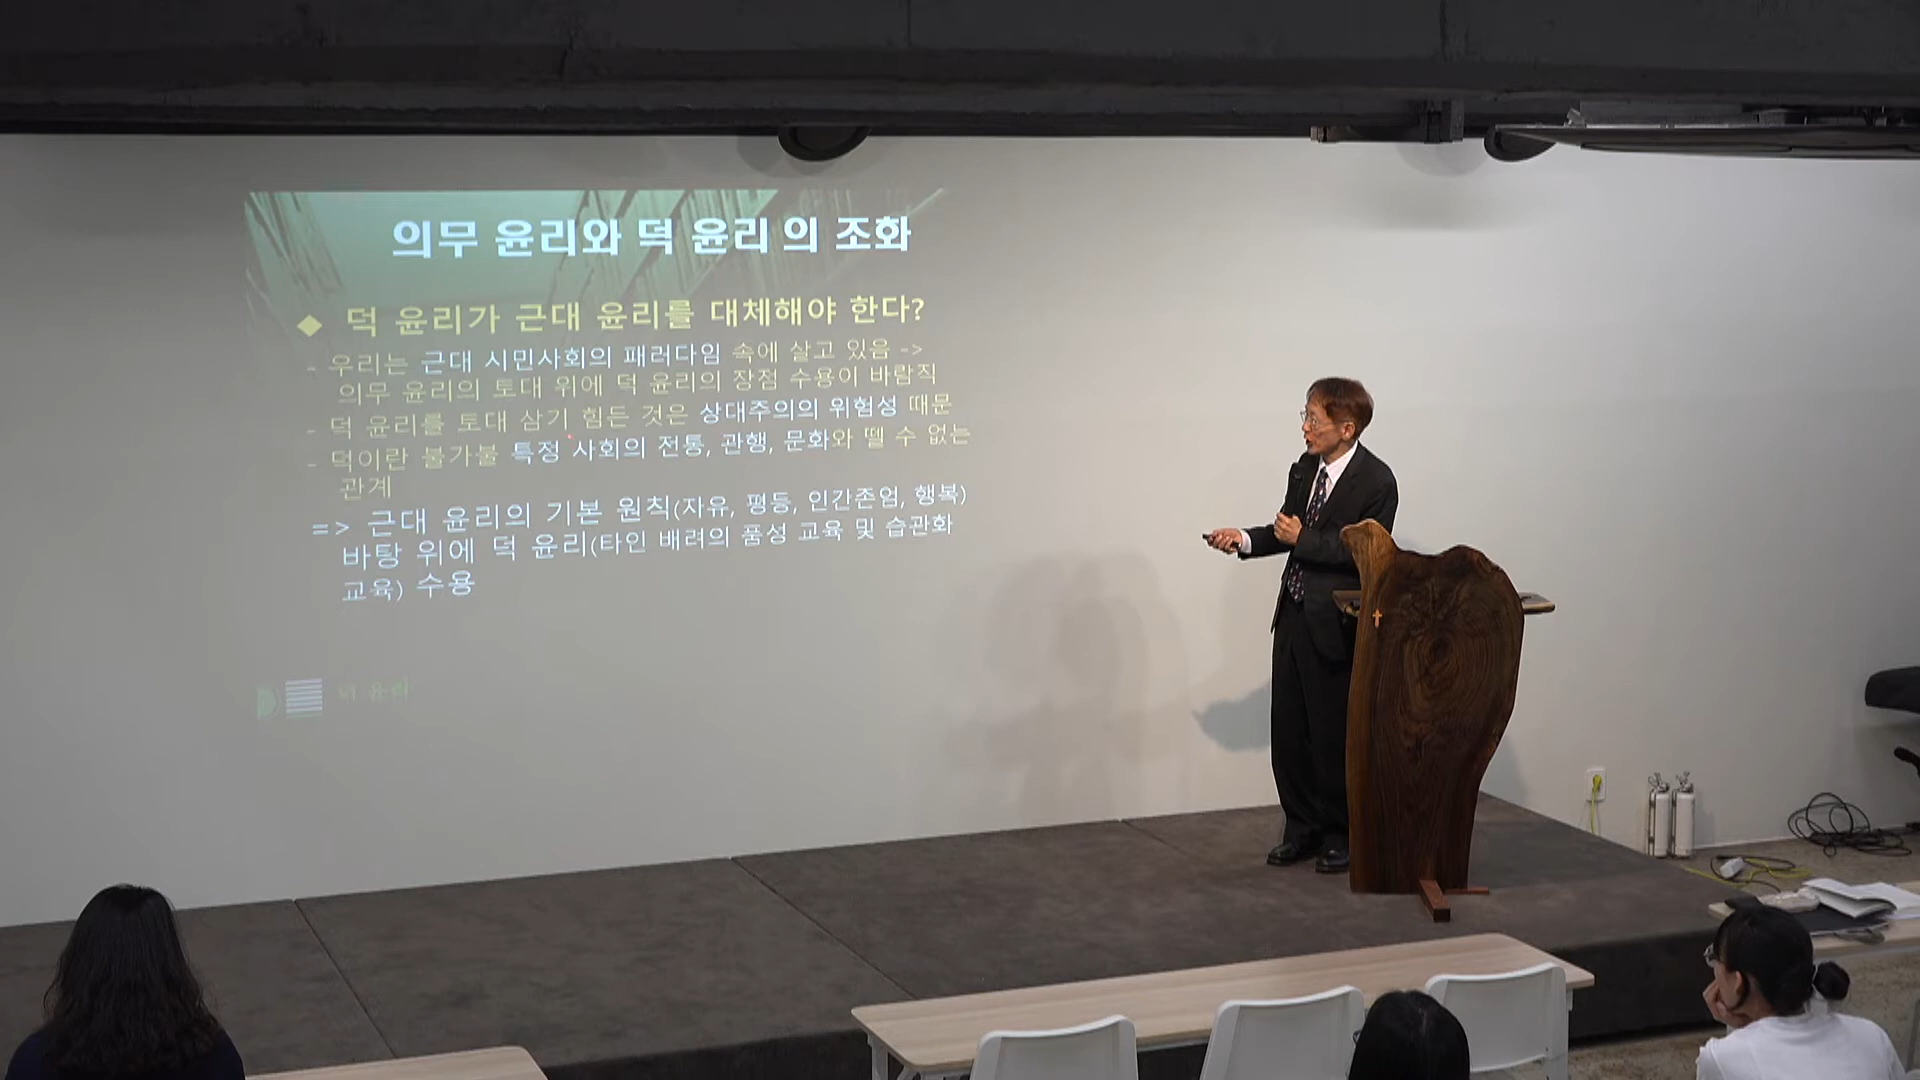 의무 윤리와 덕 윤리의 조화
◆ 덕 윤리가 근대 윤리를 대체해야 한다?
- 우리는 근대 시민사회의 패러다임 속에 살고 있음 ->
의무 윤리의 토대 위에 덕 윤리의 장점 수용이 바람직
- 덕 윤리를 토대 삼기 힘든 것은 상대주의의 위험성 때문
- 덕이란 불가불 특정 사회의 전통, 관행, 문화와 뗄 수 없는
관계
=> 근대 윤리의 기본 원칙(자유, 평등, 인간존엄, 행복)
바탕 위에 덕 윤리(타인 배려의 품성 교육 및 습관화
교육) 수용
덕 윤리